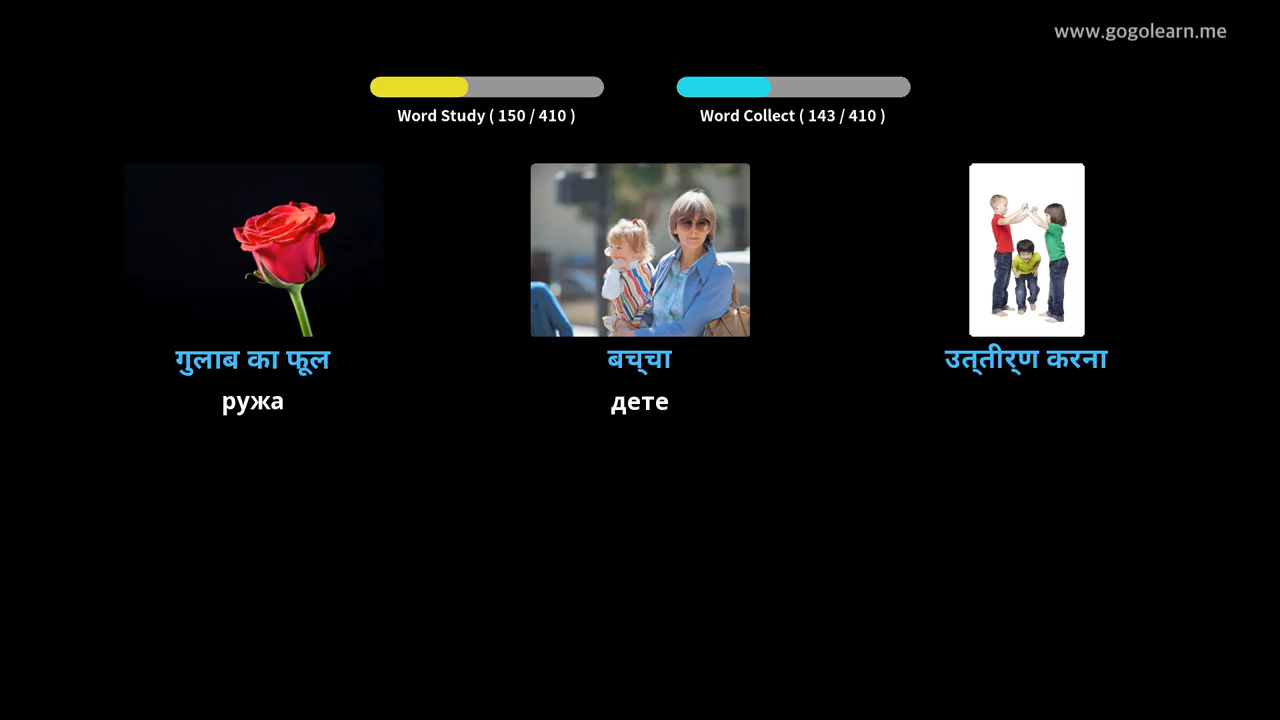 www.gogolearn.me
Word Study ( 150 / 410 )
Word Collect ( 143 / 410 )
गुलाब का फूल
बच्चा
उत्तीर्ण करना
ружа
дете